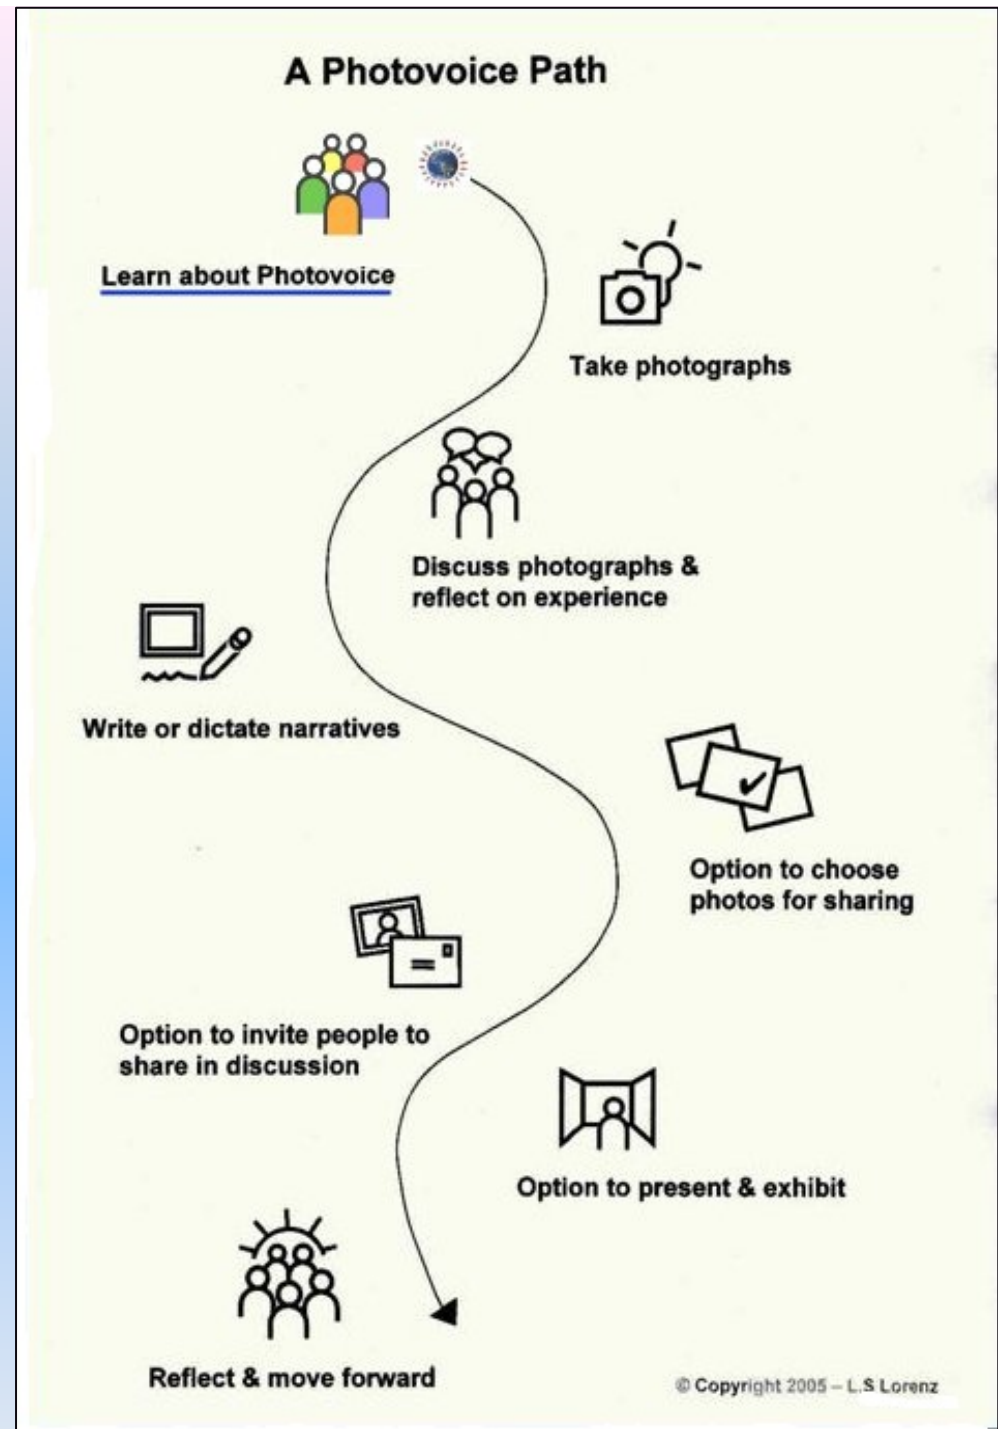 A Photovoice Path
Learn about Photovoice
Take photographs
Discuss photographs &
reflect on experience
Write or dictate narratives
Option to choose
photos for sharing
Option to invite people to
share in discussion
Option to present & exhibit
Reflect & move forward
© Copyright 2005 – L.S Lorenz